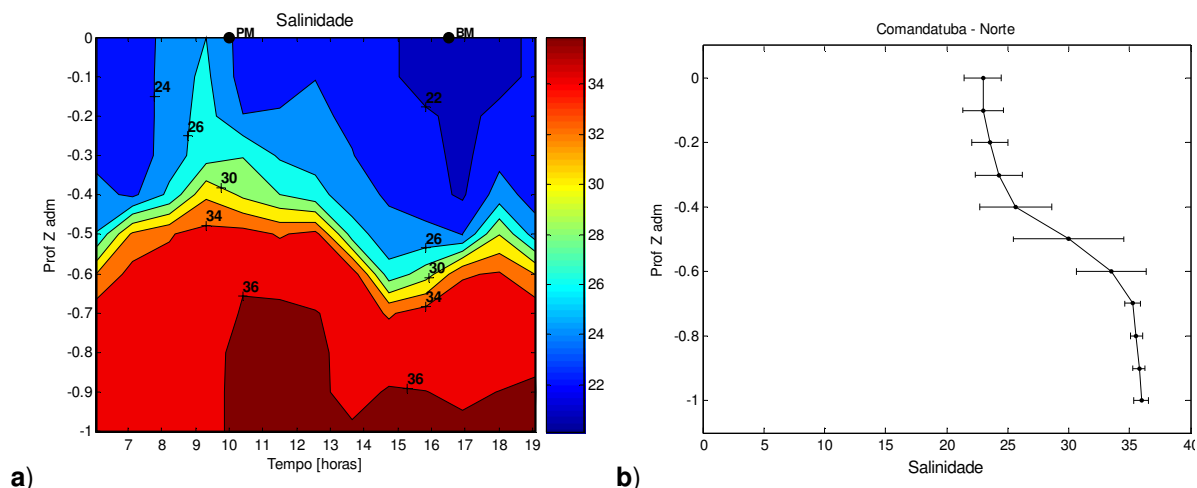 Salinidade
PM
BM
0
-0.1
-0.2
-0.3
-0.4
-0.5
-0.6
-0.7
-0.8
-0.9
-1
Prof Z adm
24
26
22
30
34
26
30
34
36
36
7 8 9 10 11 12 13 14 15 16 17 18 19
Tempo [horas]
34
32
30
28
26
24
22
a)
Comandatuba - Norte
0
-0.2
-0.4
-0.6
-0.8
-1
Prof Z adm
0 5 10 15 20 25 30 35 40
Salinidade
b)